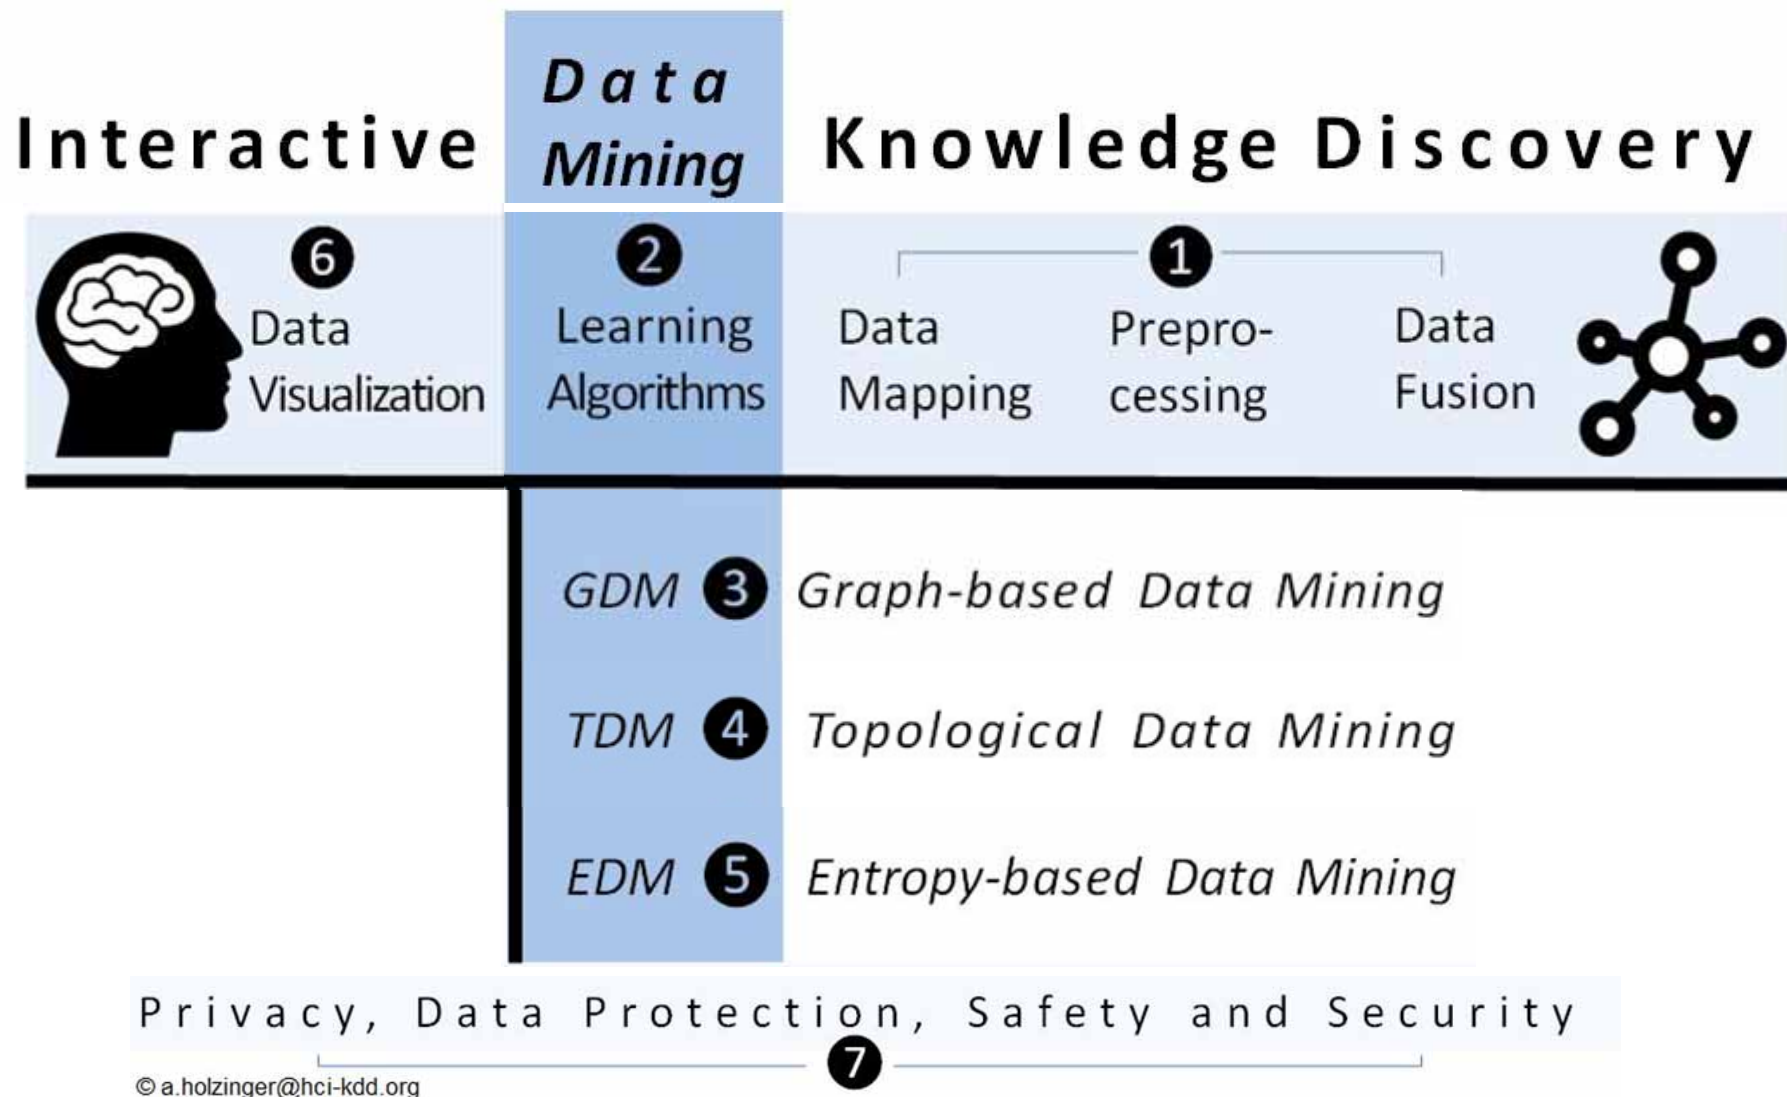 Interactive Data Mining Knowledge Discovery
6 2 1
Data Visualization Learning Algorithms Data Mapping Prepro-cessing Data Fusion
GDM 3 Graph-based Data Mining
TDM 4 Topological Data Mining
EDM 5 Entropy-based Data Mining
Privacy, Data Protection, Safety and Security
7
© a.holzinger@hci-kdd.org